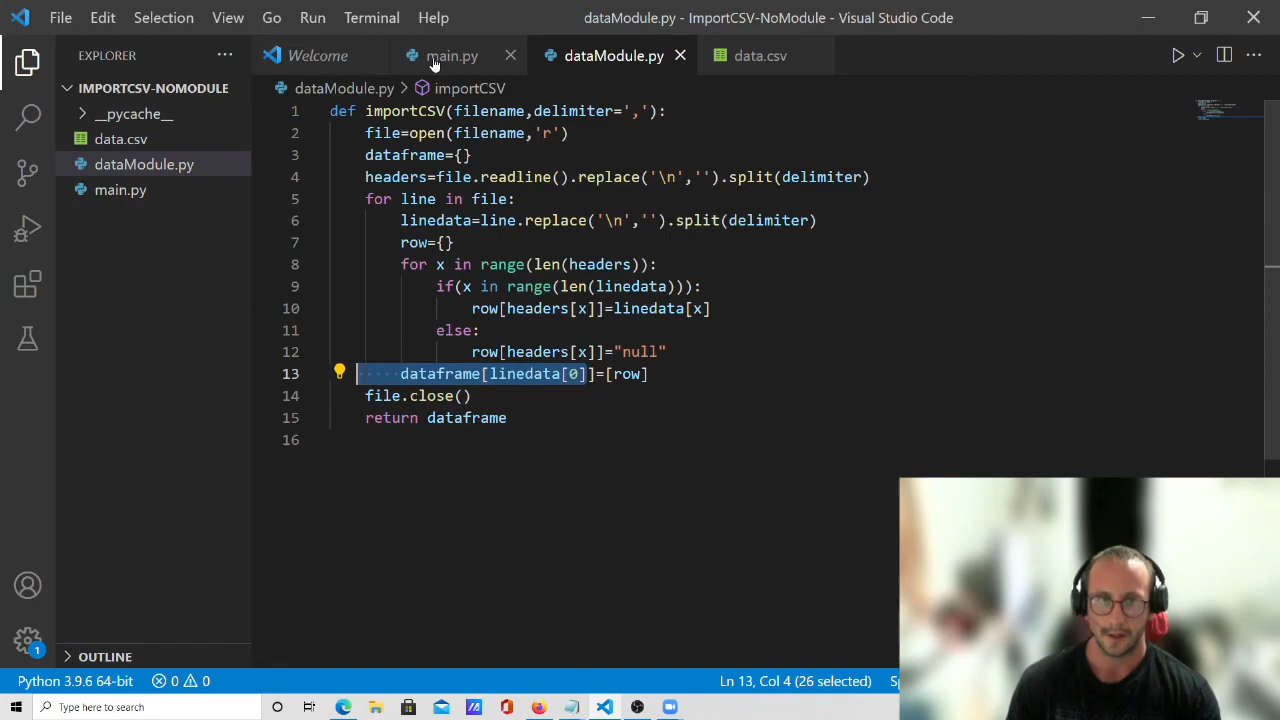 File Edit Selection View Go Run Terminal Help
dataModule.py - ImportCSV-NoModule - Visual Studio Code
EXPLORER
IMPORTCSV-NOMODULE
__pycache__
data.csv
dataModule.py
main.py
OUTLINE
Welcome
main.py
dataModule.py
data.csv
dataModule.py > importCSV
1 def importCSV(filename,delimiter=','):
2 file=open(filename,'r')
3 dataframe={}
4 headers=file.readline().replace('\n','').split(delimiter)
5 for line in file:
6 linedata=line.replace('\n','').split(delimiter)
7 row={}
8 for x in range(len(headers)):
9 if(x in range(len(linedata))):
10 row[headers[x]]=linedata[x]
11 else:
12 row[headers[x]]="null"
13 dataframe[linedata[0]]=[row]
14 file.close()
15 return dataframe
16
1
Python 3.9.6 64-bit 0 0
Ln 13, Col 4 (26 selected)
Type here to search